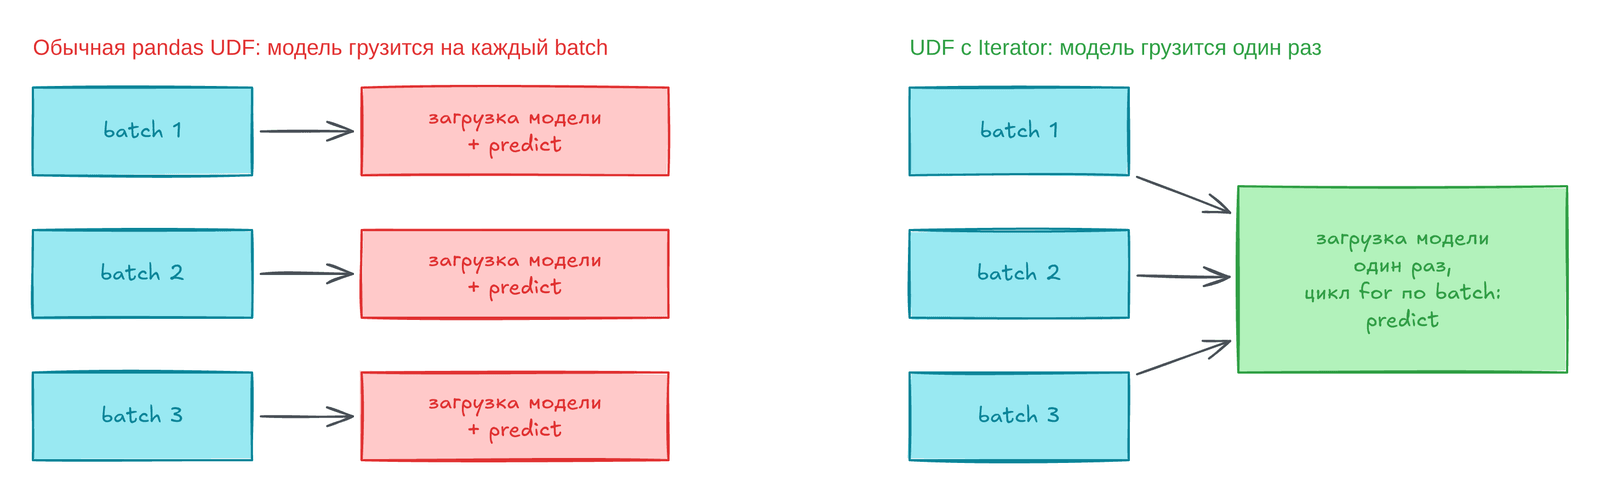 Обычная pandas UDF: модель грузится на каждый batch
batch 1
загрузка модели
+ predict
batch 2
загрузка модели
+ predict
batch 3
загрузка модели
+ predict
UDF с Iterator: модель грузится один раз
batch 1
batch 2
batch 3
загрузка модели
один раз,
цикл for по batch:
predict